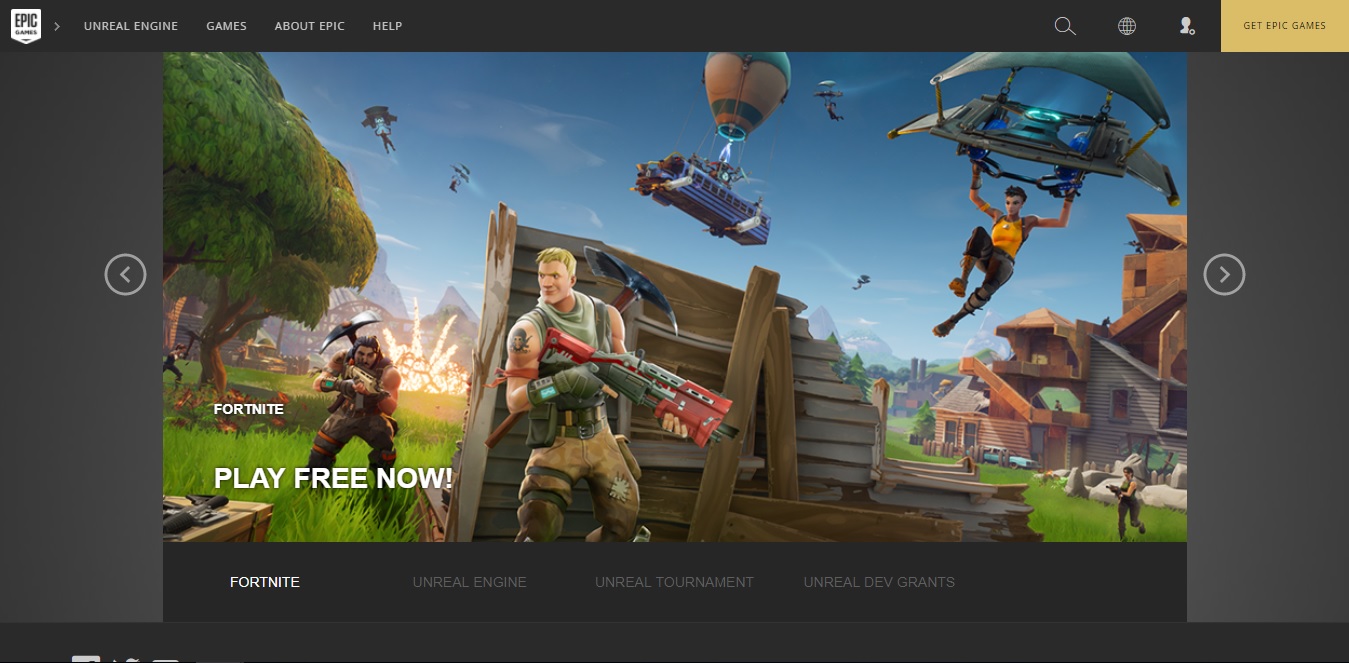 EPIC
GAMES
UNREAL ENGINE
GAMES
ABOUT EPIC
HELP
GET EPIC GAMES
FORTNITE
PLAY FREE NOW!
FORTNITE
UNREAL ENGINE
UNREAL TOURNAMENT
UNREAL DEV GRANTS